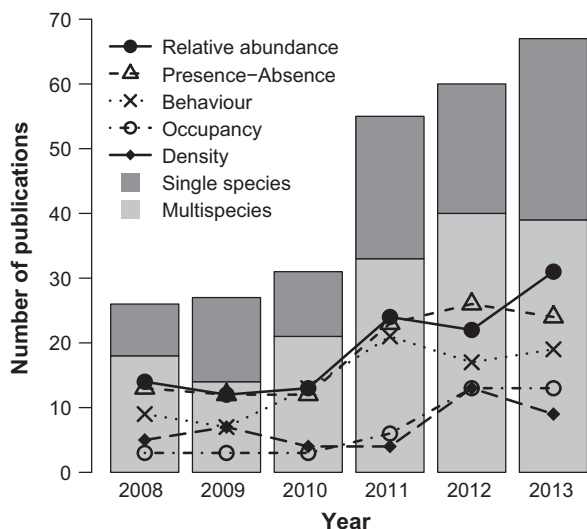 70
60
50
40
30
20
10
0
Number of publications
Relative abundance
Presence−Absence
Behaviour
Occupancy
Density
Single species
Multispecies
2008 2009 2010 2011 2012 2013
Year